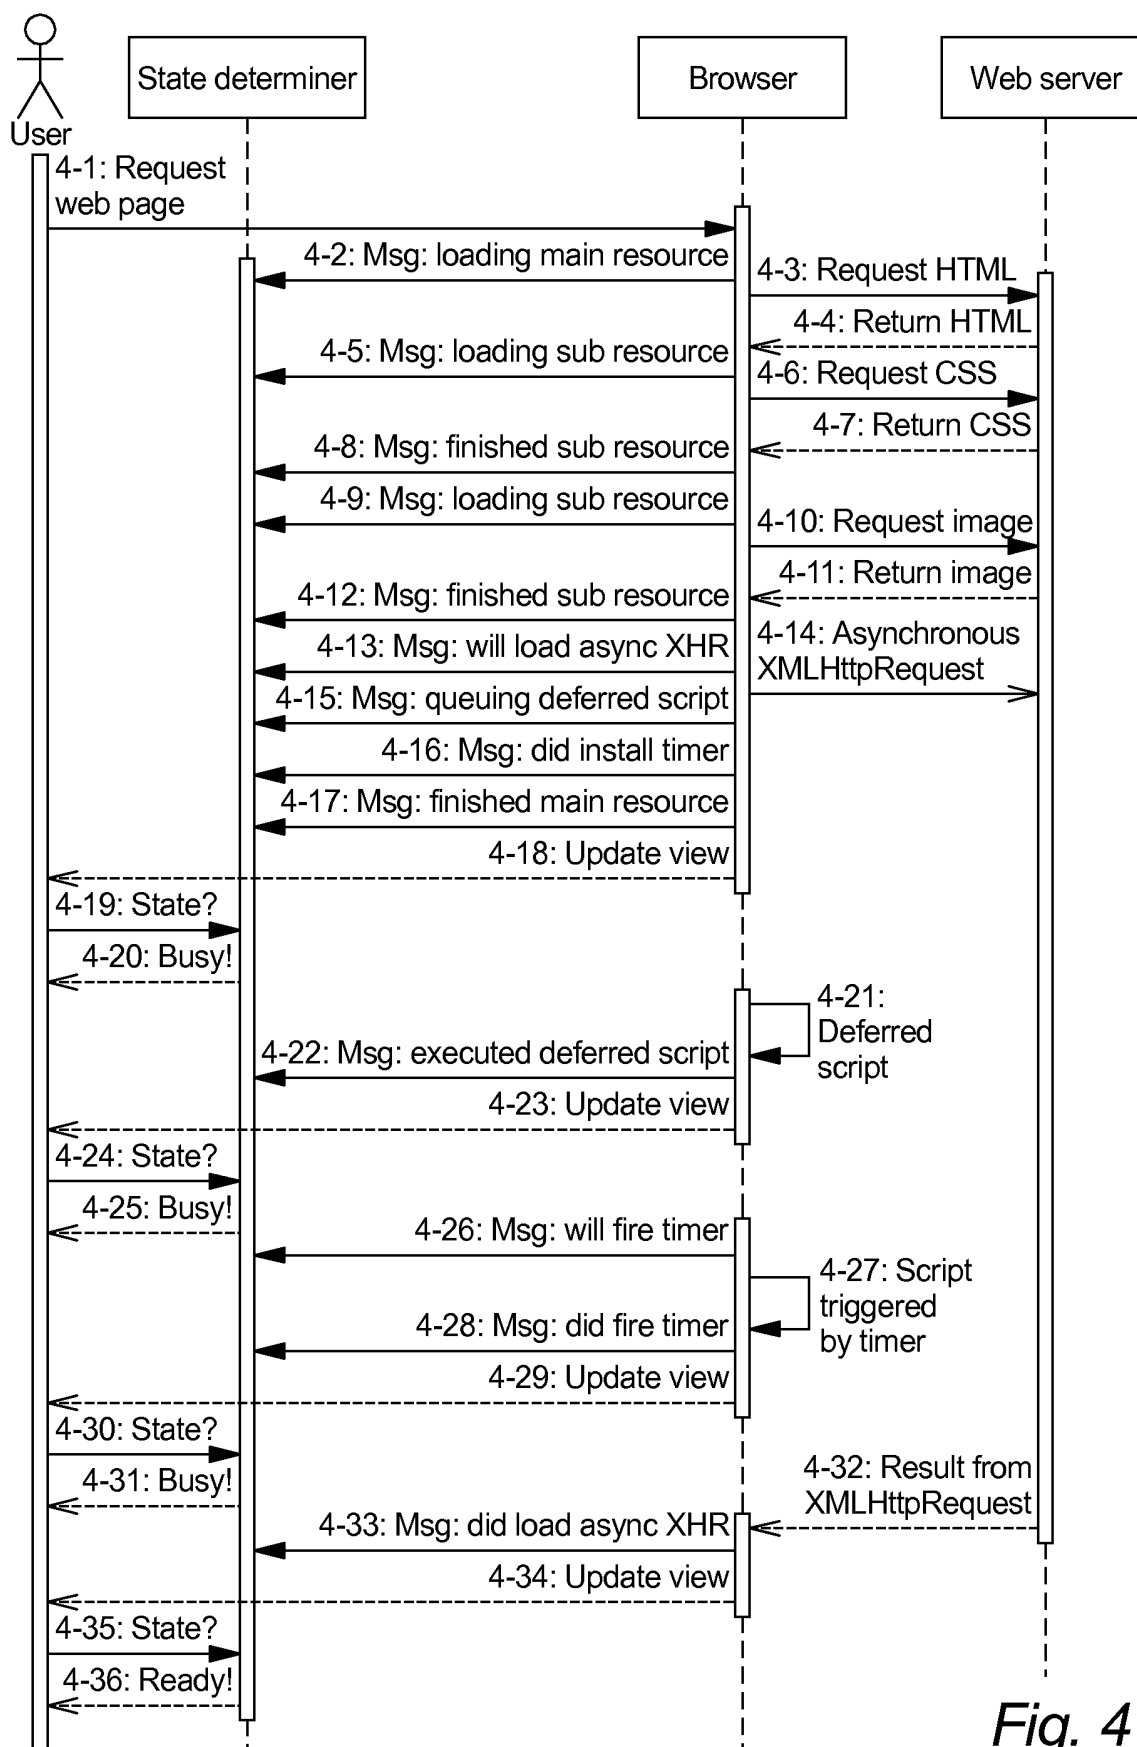 State determiner
Browser
Web server
User
4-1: Request
web page
4-2: Msg: loading main resource
4-3: Request HTML
4-4: Return HTML
4-5: Msg: loading sub resource
4-6: Request CSS
4-7: Return CSS
4-8: Msg: finished sub resource
4-9: Msg: loading sub resource
4-10: Request image
4-11: Return image
4-12: Msg: finished sub resource
4-13: Msg: will load async XHR
4-14: Asynchronous
XMLHttpRequest
4-15: Msg: queuing deferred script
4-16: Msg: did install timer
4-17: Msg: finished main resource
4-18: Update view
4-19: State?
4-20: Busy!
4-21:
Deferred
script
4-22: Msg: executed deferred script
4-23: Update view
4-24: State?
4-25: Busy!
4-26: Msg: will fire timer
4-27: Script
triggered
by timer
4-28: Msg: did fire timer
4-29: Update view
4-30: State?
4-31: Busy!
4-32: Result from
XMLHttpRequest
4-33: Msg: did load async XHR
4-34: Update view
4-35: State?
4-36: Ready!
Fig. 4